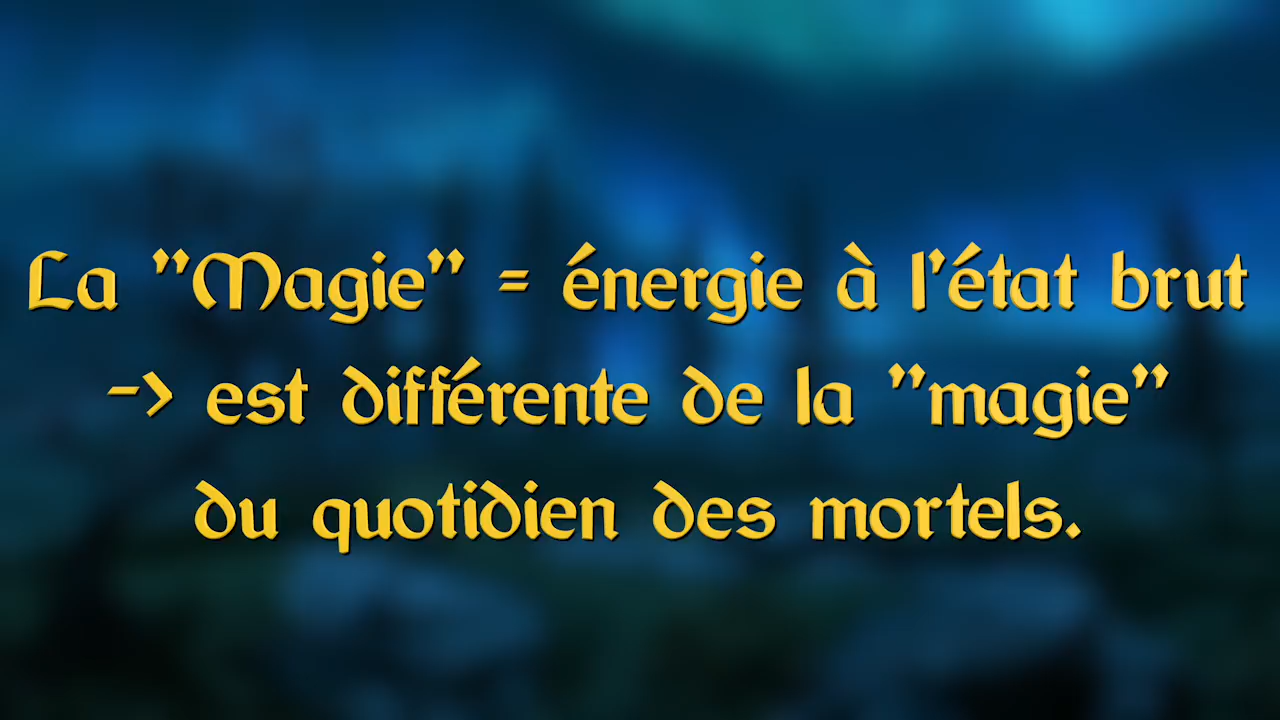 La "Magie" = énergie à l'état brut
-> est différente de la "magie"
du quotidien des mortels.